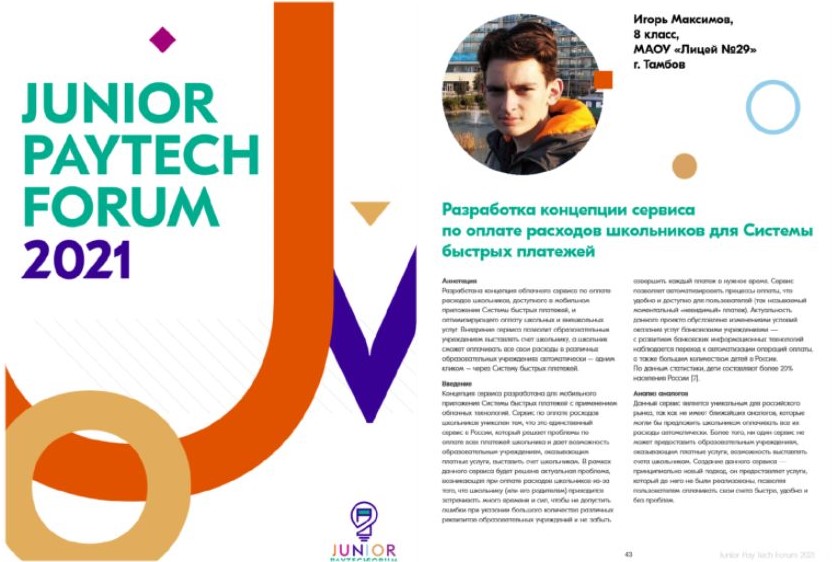 JUNIOR
PAYTECH
FORUM
2021
JUNIOR
PAYTECHFORUM
Игорь Максимов,
8 класс,
МАОУ «Лицей №29»
г. Тамбов
Разработка концепции сервиса
по оплате расходов школьников для Системы
быстрых платежей
Аннотация
Разработана концепция облачного сервиса по оплате
расходов школьников, доступного в мобильном
приложении Системы быстрых платежей, и
оптимизирующего оплату школьных и внешкольных
услуг. Внедрение сервиса позволит образовательным
учреждениям выставлять счет школьнику, а школьник
сможет оплачивать все свои расходы в различных
образовательных учреждениях автоматически — одним
кликом — через Систему быстрых платежей.
Введение
Концепция сервиса разработана для мобильного
приложения Системы быстрых платежей с применением
облачных технологий. Сервис по оплате расходов
школьников уникален тем, что это единственный
сервис в России, который решает проблемы по
оплате всех платежей школьника и дает возможность
образовательным учреждениям, оказывающим
платные услуги, выставить счет школьникам. В рамках
данного сервиса будет решена актуальная проблема,
возникающая при оплате расходов школьников из-за
того, что школьнику (или его родителям) приходится
затрачивать много времени и сил, чтобы не допустить
ошибки при указании большого количества различных
реквизитов образовательных учреждений и не забыть
совершить каждый платеж в нужное время. Сервис
позволяет автоматизировать процессы оплаты, что
удобно и доступно для пользователей (так называемый
моментальный «невидимый» платеж). Актуальность
данного проекта обусловлена изменениями условий
оказания услуг банковскими учреждениями —
с развитием банковских информационных технологий
наблюдается переход к автоматизации операций оплаты,
а также большим количеством детей в России.
По данным статистики, дети составляют более 20%
населения России [7].
Анализ аналогов
Данный сервис является уникальным для российского
рынка, так как не имеет ближайших аналогов, которые
могли бы предложить школьникам оплачивать все их
расходы автоматически. Более того, ни один сервис не
может предоставить образовательным учреждениям,
оказывающим платные услуги, возможность выставлять
счета школьникам. Создание данного сервиса —
принципиально новый подход, он предоставляет услуги,
который до него ни были реализованы, позволяя
пользователям оплачивать свои счета быстро, удобно и
без проблем.
43
Junior Pay Tech Forum 2021